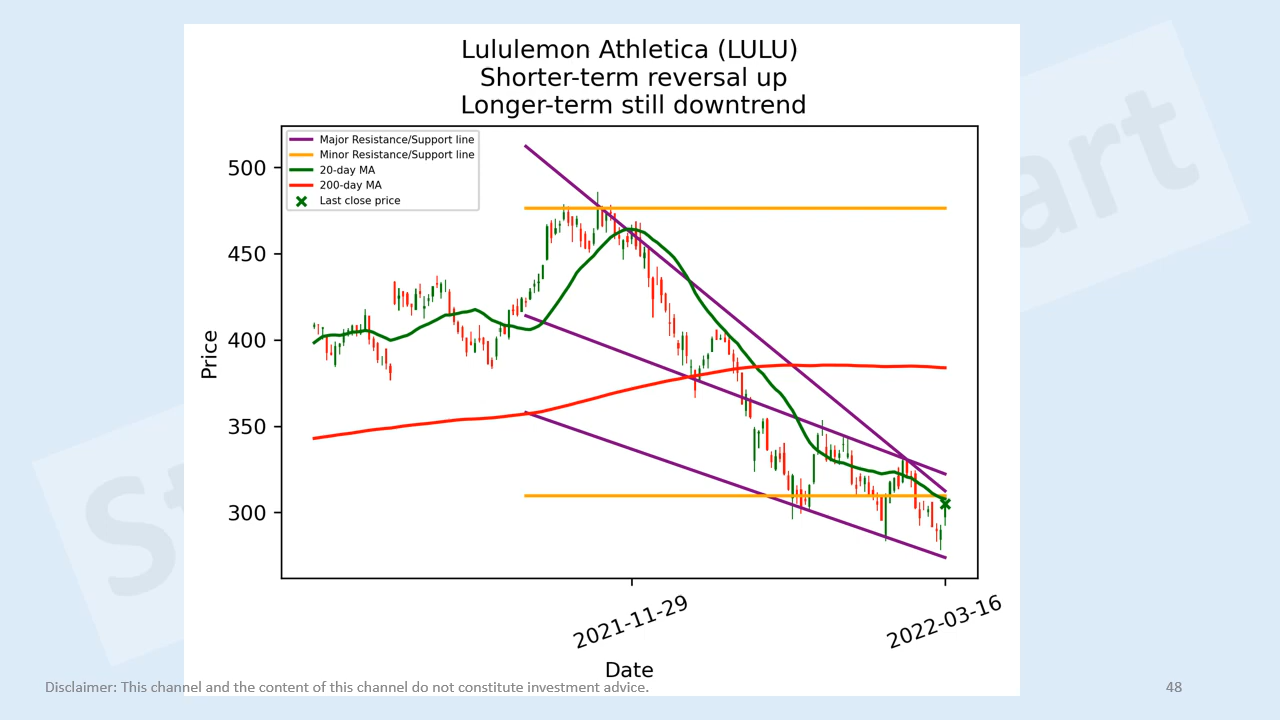 Lululemon Athletica (LULU)
Shorter-term reversal up
Longer-term still downtrend
Major Resistance/Support line
Minor Resistance/Support line
20-day MA
200-day MA
Last close price
500
450
400
350
300
Price
2021-11-29
2022-03-16
Date
Disclaimer: This channel and the content of this channel do not constitute investment advice.
48
St
art